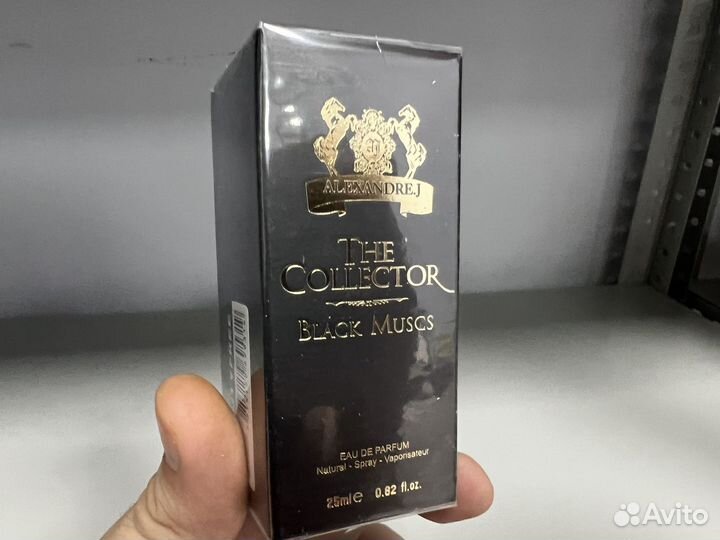 ALEXANDRE.J
THE
COLLECTOR
BLACK MUSCS
EAU DE PARFUM
Natural - Spray - Vaporisateur
25ml e 0.82 fl.oz.
Avito